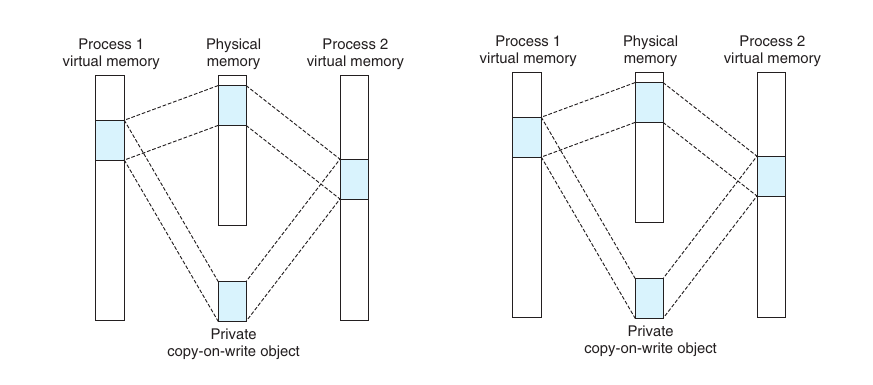 Process 1
virtual memory
Physical
memory
Process 2
virtual memory
Private
copy-on-write object
Process 1
virtual memory
Physical
memory
Process 2
virtual memory
Private
copy-on-write object